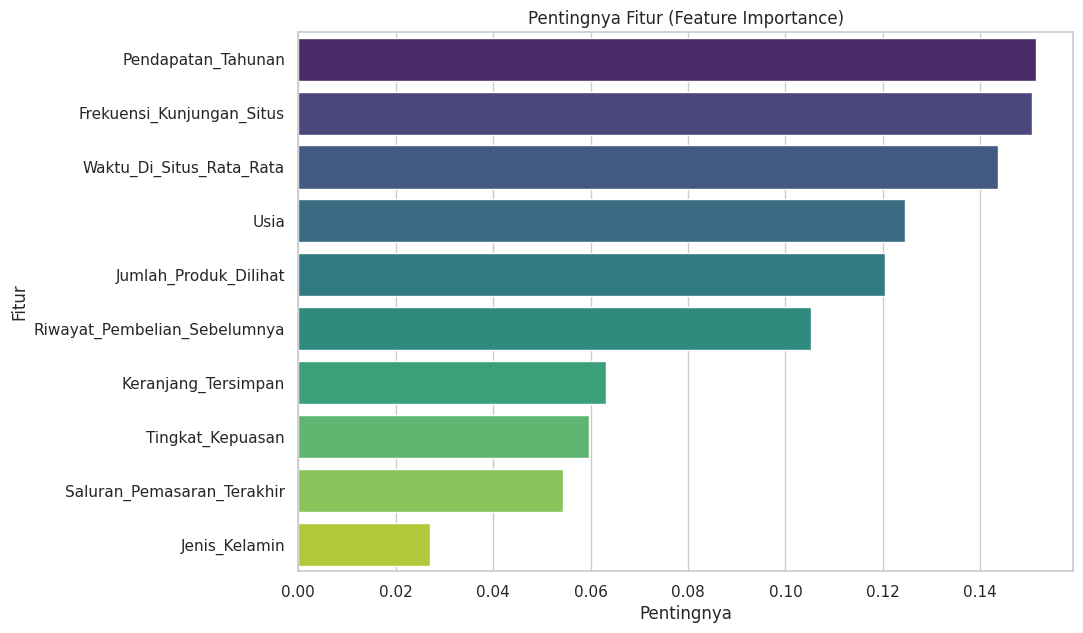 Pentingnya Fitur (Feature Importance)
Fitur
Pendapatan_Tahunan
Frekuensi_Kunjungan_Situs
Waktu_Di_Situs_Rata_Rata
Usia
Jumlah_Produk_Dilihat
Riwayat_Pembelian_Sebelumnya
Keranjang_Tersimpan
Tingkat_Kepuasan
Saluran_Pemasaran_Terakhir
Jenis_Kelamin
0.00 0.02 0.04 0.06 0.08 0.10 0.12 0.14
Pentingnya